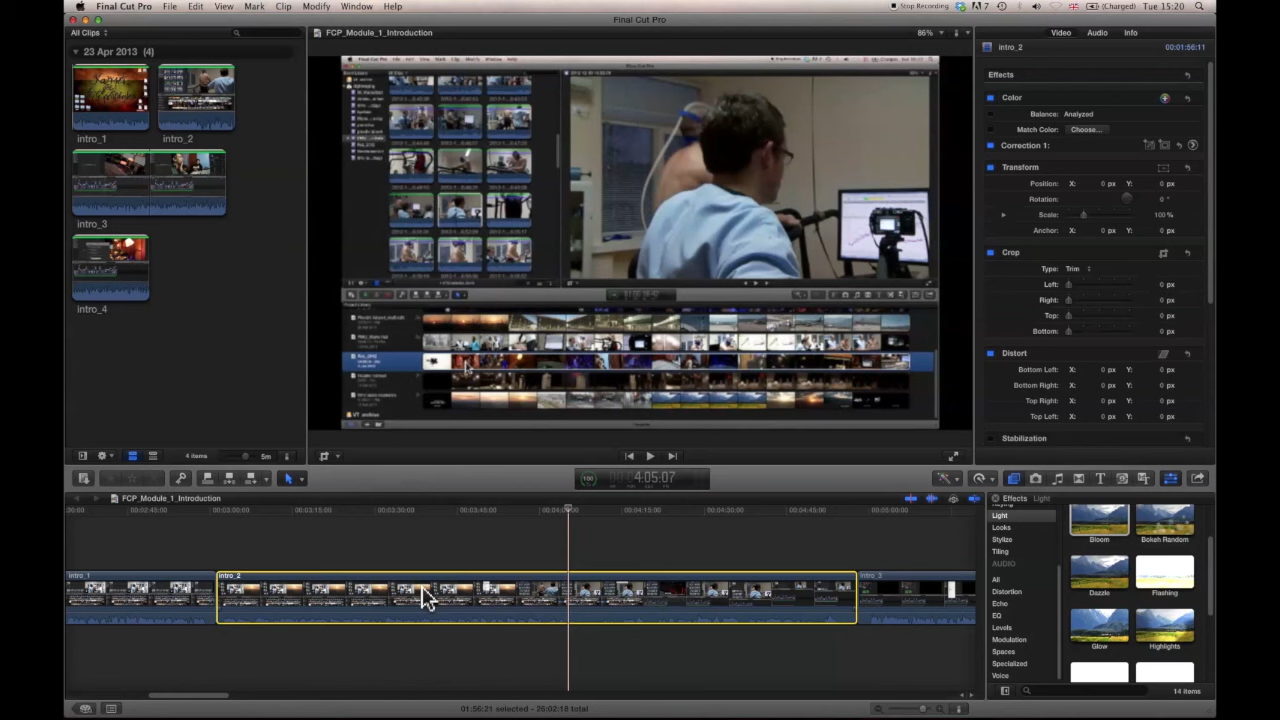 Final Cut Pro File Edit View Mark Clip Modify Window Help Stop Recording 7 (Charged) Tue 15:20
Final Cut Pro
All Clips
FCP_Module_1_Introduction 86%
Video Audio Info
23 Apr 2013 (4)
intro_2 00:01:56:11
Effects
Color
Balance: Analyzed
Match Color: Choose...
Correction 1:
Transform
Position: X: 0 px Y: 0 px
Rotation: 0 °
Scale: 100 %
Anchor: X: 0 px Y: 0 px
Crop
Type: Trim
Left: 0 px
Right: 0 px
Top: 0 px
Bottom: 0 px
Distort
Bottom Left: X: 0 px Y: 0 px
Bottom Right: X: 0 px Y: 0 px
Top Right: X: 0 px Y: 0 px
Top Left: X: 0 px Y: 0 px
Stabilization
intro_1
intro_2
intro_3
intro_4
4 items 5m
100 4:05:07
FCP_Module_1_Introduction
00:02:45:00 00:03:00:00 00:03:15:00 00:03:30:00 00:03:45:00 00:04:15:00 00:04:30:00 00:04:45:00 00:05:00:00
intro_1 intro_2 intro_3
Effects Light
Light
Looks
Stylize
Tiling
AUDIO
All
Distortion
Echo
EQ
Levels
Modulation
Spaces
Specialized
Voice
Bloom Bokeh Random
Dazzle Flashing
Glow Highlights
14 items
01:56:21 selected - 26:02:18 total